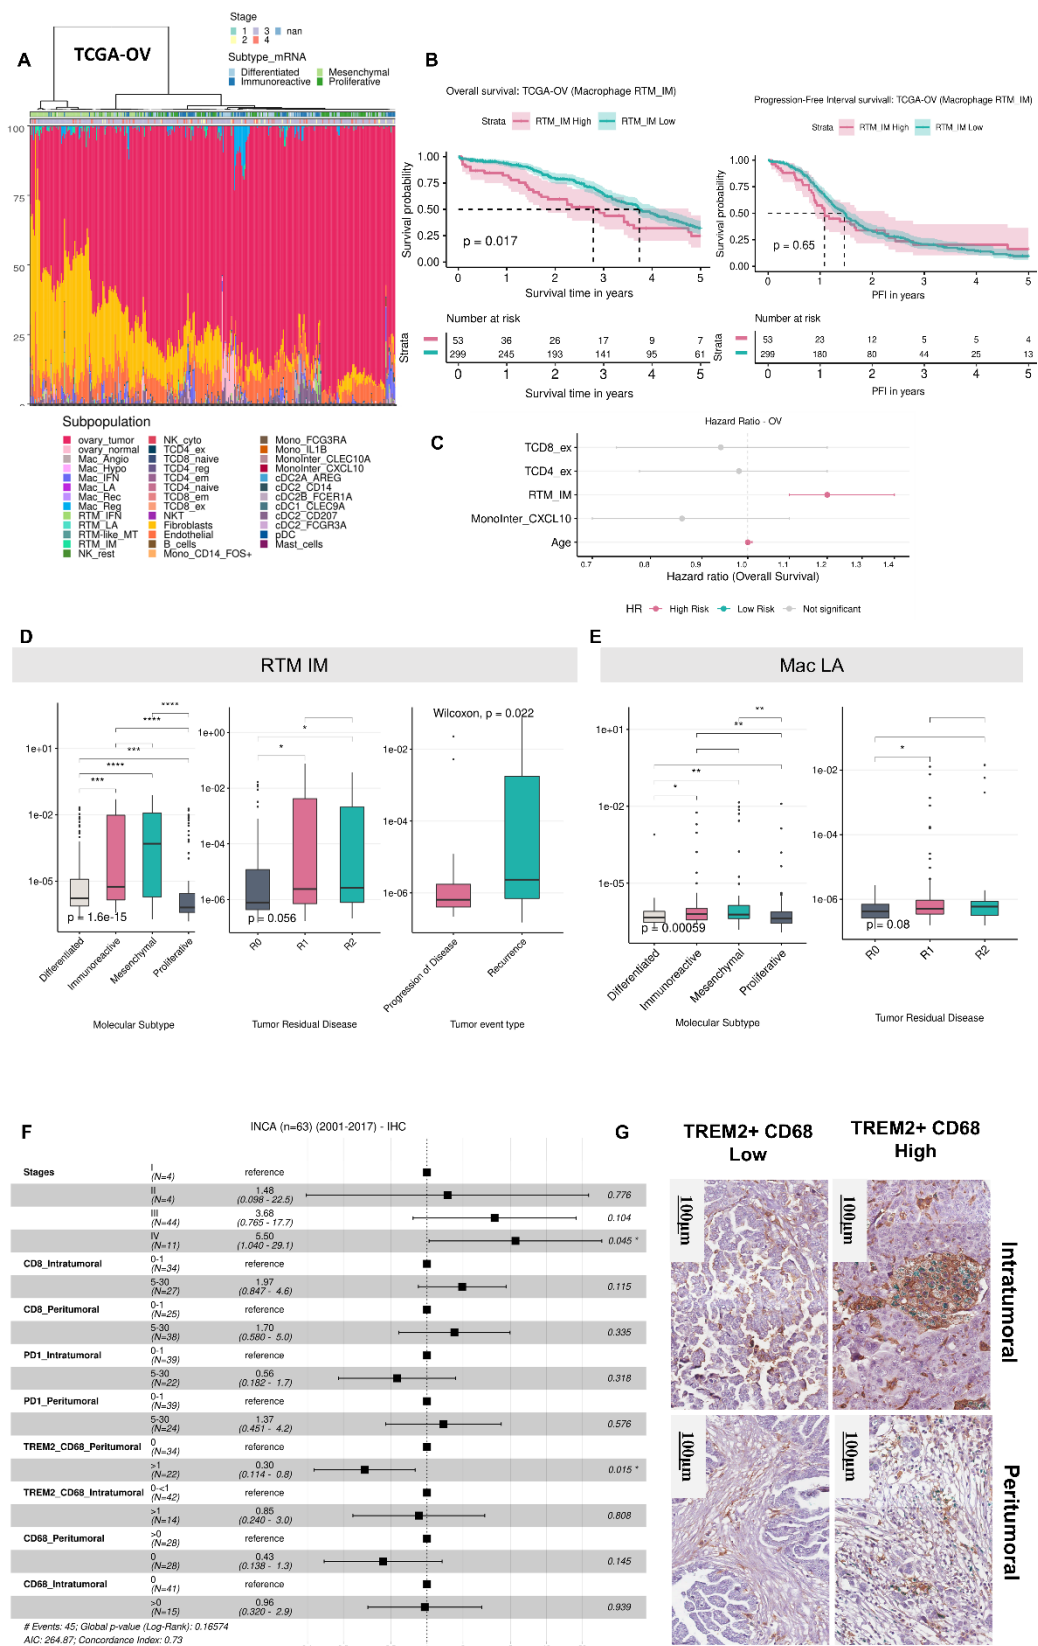 Stage
1 3 nan
2 4
A
TCGA-OV
Subtype_mRNA
Differentiated Mesenchymal
Immunoreactive Proliferative
100
75
50
25
0
Subpopulation
ovary_tumor NK_cyto Mono_FCG3RA
ovary_normal TCD4_ex Mono_IL1B
Mac_Angio TCD8_naive MonoInter_CLEC10A
Mac_Hypo TCD4_reg MonoInter_CXCL10
Mac_IFN TCD4_em cDC2A_AREG
Mac_LA TCD4_naive cDC2_CD14
Mac_Rec TCD8_em cDC2B_FCER1A
Mac_Reg TCD8_ex cDC1_CLEC9A
RTM_IFN NKT cDC2_CD207
RTM_LA Fibroblasts cDC2_FCGR3A
RTM-like_MT Endothelial pDC
RTM_IM B_cells Mast_cells
NK_rest Mono_CD14_FOS+
B
Overall survival: TCGA-OV (Macrophage RTM_IM)
Strata RTM_IM High RTM_IM Low
Survival probability
1.00
0.75
0.50
0.25
0.00
p = 0.017
0 1 2 3 4 5
Survival time in years
Number at risk
Strata
53 36 26 17 9 7
299 245 193 141 95 61
0 1 2 3 4 5
Survival time in years
Progression-Free Interval survivall: TCGA-OV (Macrophage RTM_IM)
Strata RTM_IM High RTM_IM Low
Survival probability
1.00
0.75
0.50
0.25
0.00
p = 0.65
0 1 2 3 4 5
PFI in years
Number at risk
Strata
53 23 12 5 5 4
299 180 80 44 25 13
0 1 2 3 4 5
PFI in years
C
Hazard Ratio - OV
TCD8_ex
TCD4_ex
RTM_IM
MonoInter_CXCL10
Age
0.7 0.8 0.9 1.0 1.1 1.2 1.3 1.4
Hazard ratio (Overall Survival)
HR High Risk Low Risk Not significant
D
RTM IM
1e+01
1e-02
1e-05
****
****
***
****
***
p = 1.6e-15
Differentiated
Immunoreactive
Mesenchymal
Proliferative
Molecular Subtype
1e+00
1e-02
1e-04
1e-06
*
*
p = 0.056
R0 R1 R2
Tumor Residual Disease
Wilcoxon, p = 0.022
1e-02
1e-04
1e-06
Progression of Disease
Recurrence
Tumor event type
E
Mac LA
1e+01
1e-02
1e-05
**
**
**
*
p = 0.00059
Differentiated
Immunoreactive
Mesenchymal
Proliferative
Molecular Subtype
1e-02
1e-04
1e-06
*
p = 0.08
R0 R1 R2
Tumor Residual Disease
F
INCA (n=63) (2001-2017) - IHC
Stages I (N=4) reference
II (N=4) 1.48 (0.098 - 22.5) 0.776
III (N=44) 3.68 (0.765 - 17.7) 0.104
IV (N=11) 5.50 (1.040 - 29.1) 0.045 *
CD8_Intratumoral 0-1 (N=34) reference
5-30 (N=27) 1.97 (0.847 - 4.6) 0.115
CD8_Peritumoral 0-1 (N=25) reference
5-30 (N=38) 1.70 (0.580 - 5.0) 0.335
PD1_Intratumoral 0-1 (N=39) reference
5-30 (N=22) 0.56 (0.182 - 1.7) 0.318
PD1_Peritumoral 0-1 (N=39) reference
5-30 (N=24) 1.37 (0.451 - 4.2) 0.576
TREM2_CD68_Peritumoral 0 (N=34) reference
>1 (N=22) 0.30 (0.114 - 0.8) 0.015 *
TREM2_CD68_Intratumoral 0-<1 (N=42) reference
>1 (N=14) 0.85 (0.240 - 3.0) 0.808
CD68_Peritumoral >0 (N=28) reference
0 (N=28) 0.43 (0.138 - 1.3) 0.145
CD68_Intratumoral 0 (N=41) reference
>0 (N=15) 0.96 (0.320 - 2.9) 0.939
# Events: 45; Global p-value (Log-Rank): 0.16574
AIC: 264.87; Concordance Index: 0.73
G
TREM2+ CD68 Low
TREM2+ CD68 High
100µm
100µm
Intratumoral
100µm
100µm
Peritumoral